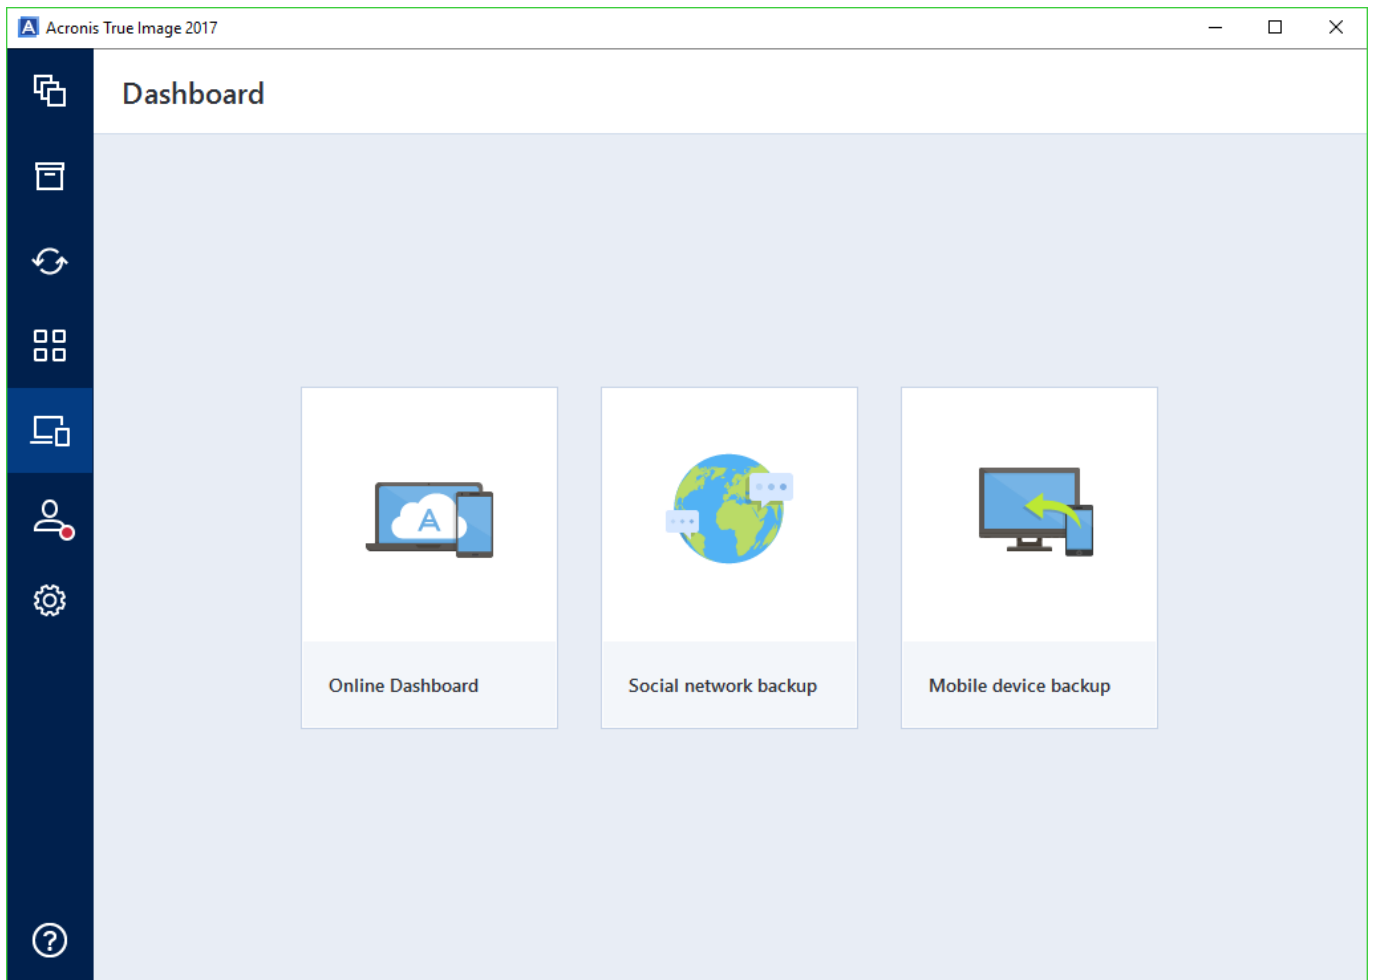 Acronis True Image 2017
Dashboard
Online Dashboard
Social network backup
Mobile device backup